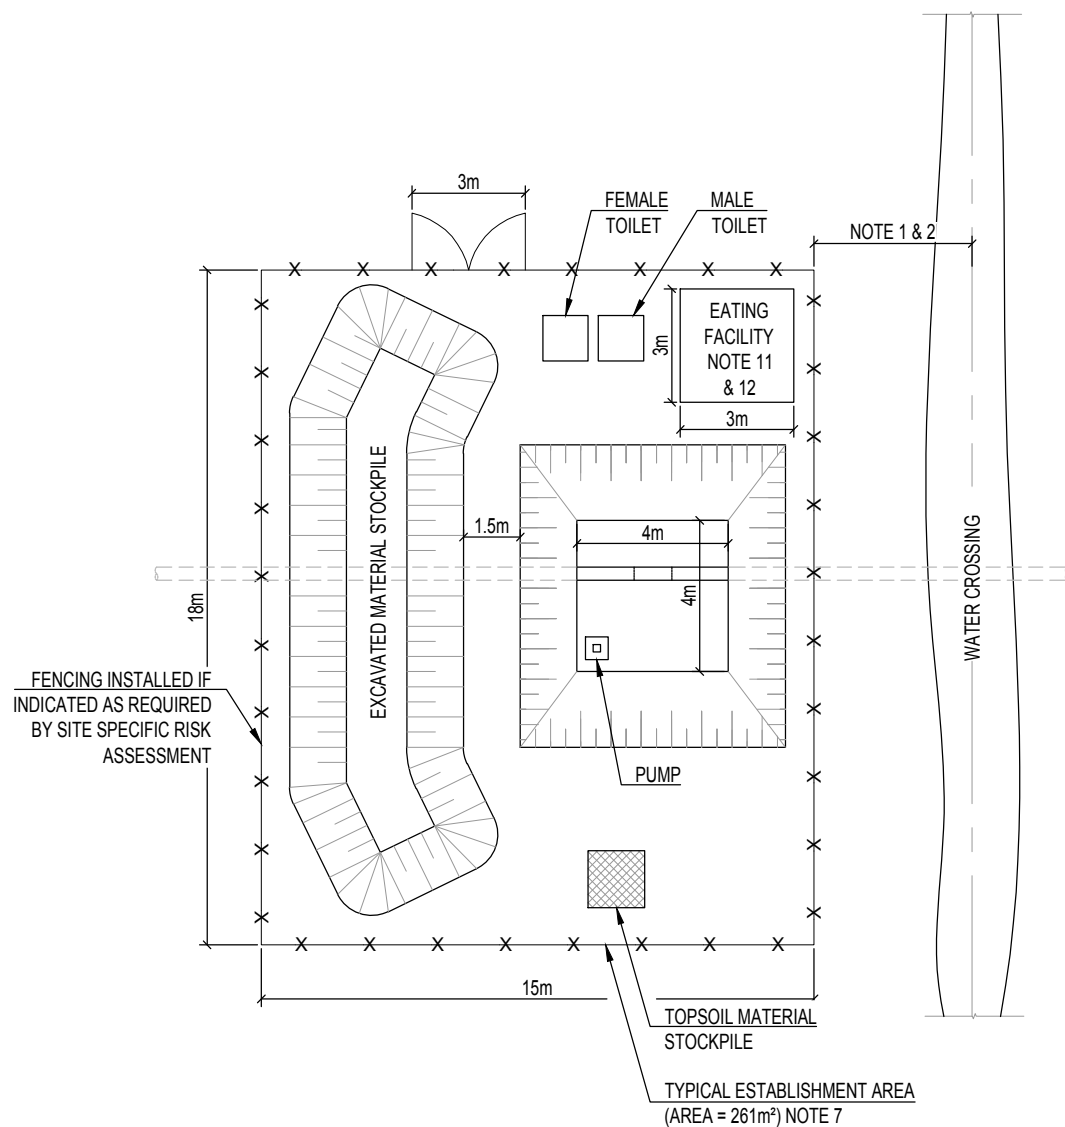 3m
FEMALE
TOILET
MALE
TOILET
NOTE 1 & 2
EATING
FACILITY
NOTE 11
& 12
3m
3m
EXCAVATED MATERIAL STOCKPILE
1.5m
4m
4m
18m
WATER CROSSING
FENCING INSTALLED IF
INDICATED AS REQUIRED
BY SITE SPECIFIC RISK
ASSESSMENT
PUMP
15m
TOPSOIL MATERIAL
STOCKPILE
TYPICAL ESTABLISHMENT AREA
(AREA = 261m²) NOTE 7